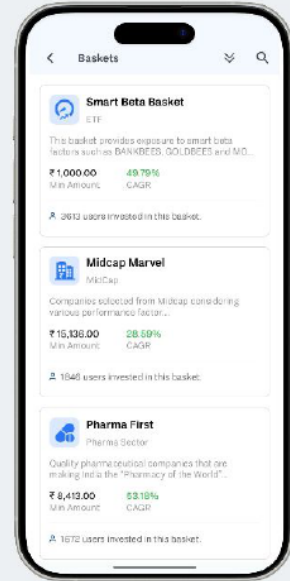 Baskets
Smart Beta Basket
ETF
This basket provides exposure to smart beta
factors such as BANKBEES, GOLDBEES and MO...
₹1,000.00 49.79%
Min Amount CAGR
3613 users invested in this basket.
Midcap Marvel
MidCap
Companies selected from Midcap considering
various performance factor...
₹15,136.00 28.59%
Min Amount CAGR
1846 users invested in this basket.
Pharma First
Pharma Sector
Quality pharmaceutical companies that are
making India the "Pharmacy of the World"...
₹8,413.00 53.18%
Min Amount CAGR
1672 users invested in this basket.